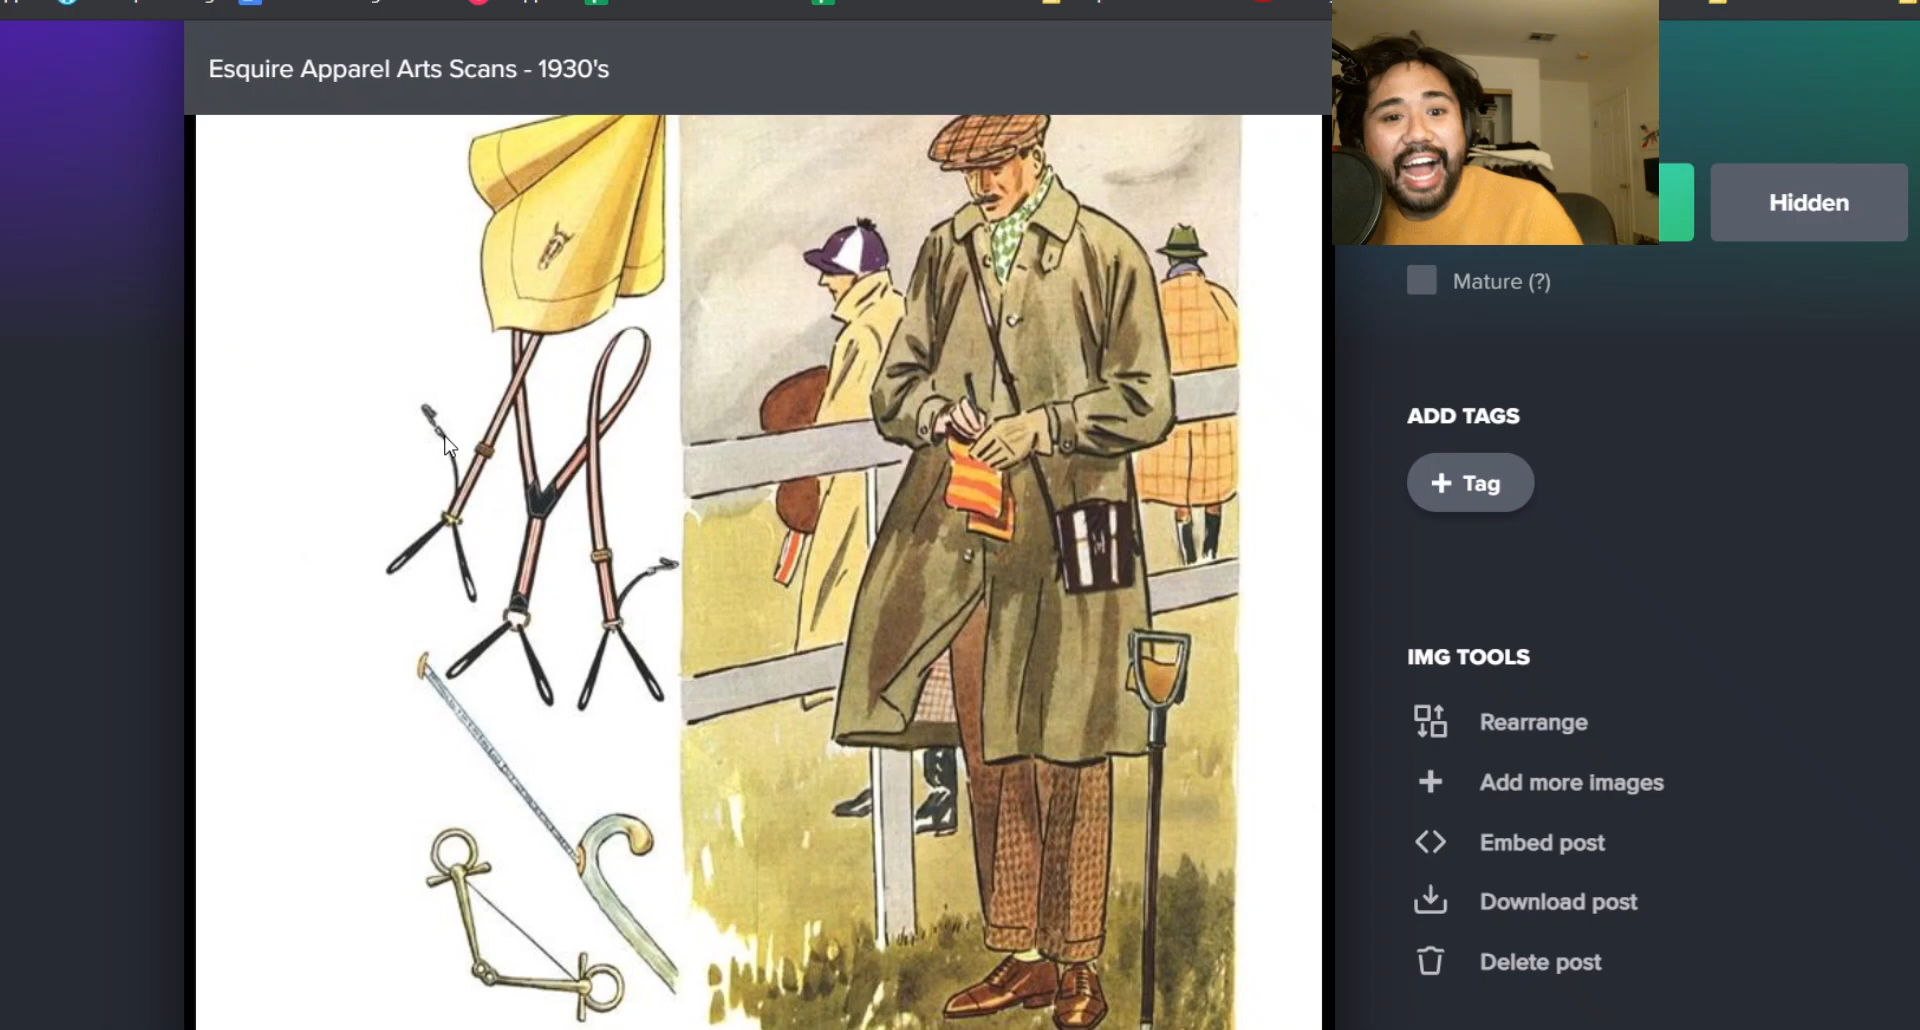 Esquire Apparel Arts Scans - 1930's
Hidden
Mature (?)
ADD TAGS
+ Tag
IMG TOOLS
Rearrange
+ Add more images
<> Embed post
Download post
Delete post